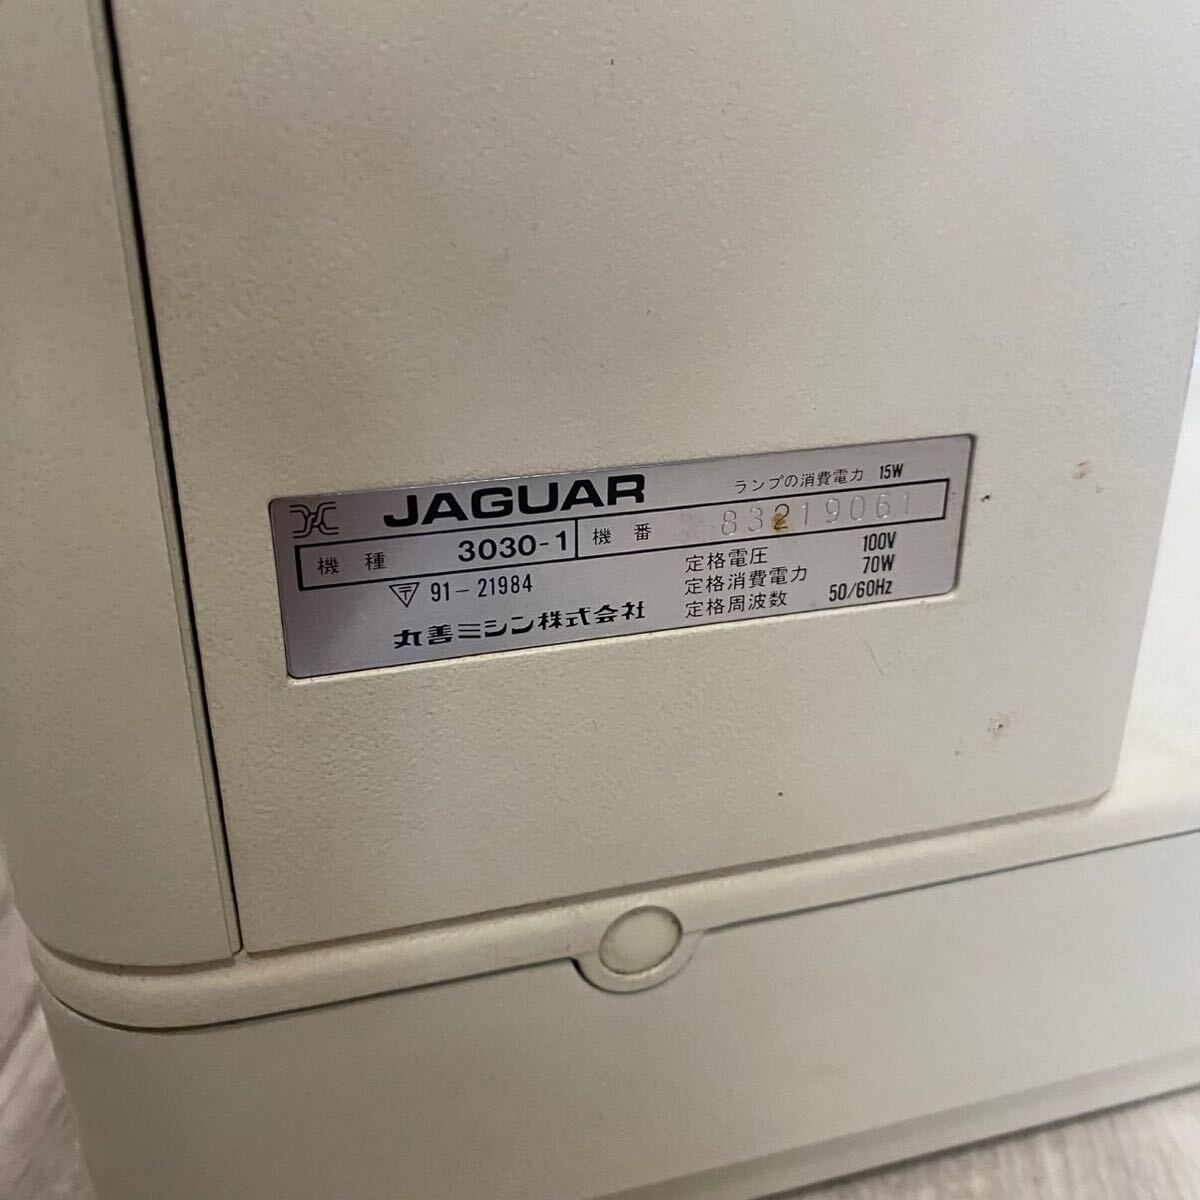 JAGUAR ランプの消費電力 15W
機種 3030-1 機番 83219061
〒 91-21984
定格電圧 100V
定格消費電力 70W
定格周波数 50/60Hz
丸善ミシン株式会社